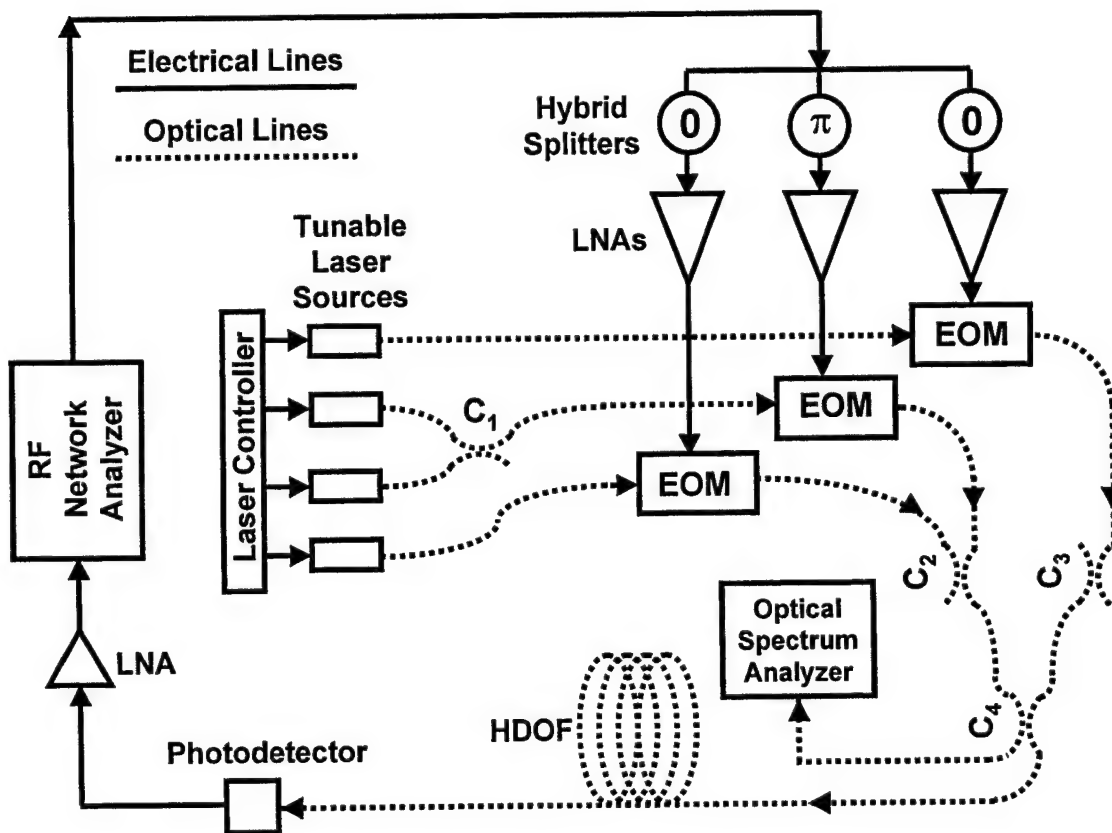 Electrical Lines
Optical Lines
Hybrid
Splitters
0
π
0
LNAs
Tunable
Laser
Sources
EOM
EOM
EOM
Laser Controller
C1
RF
Network
Analyzer
C2
C3
Optical
Spectrum
Analyzer
C4
LNA
HDOF
Photodetector